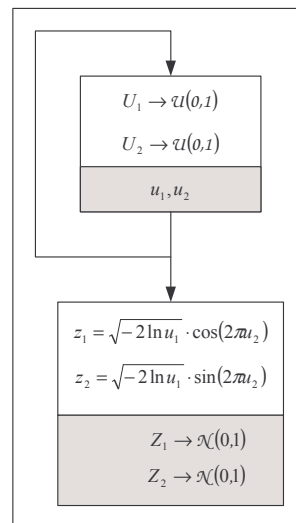 U₁ → 𝒰(0,1)
U₂ → 𝒰(0,1)
u₁, u₂
z₁ = √(−2 ln u₁) · cos(2πu₂)
z₂ = √(−2 ln u₁) · sin(2πu₂)
Z₁ → 𝒩(0,1)
Z₂ → 𝒩(0,1)